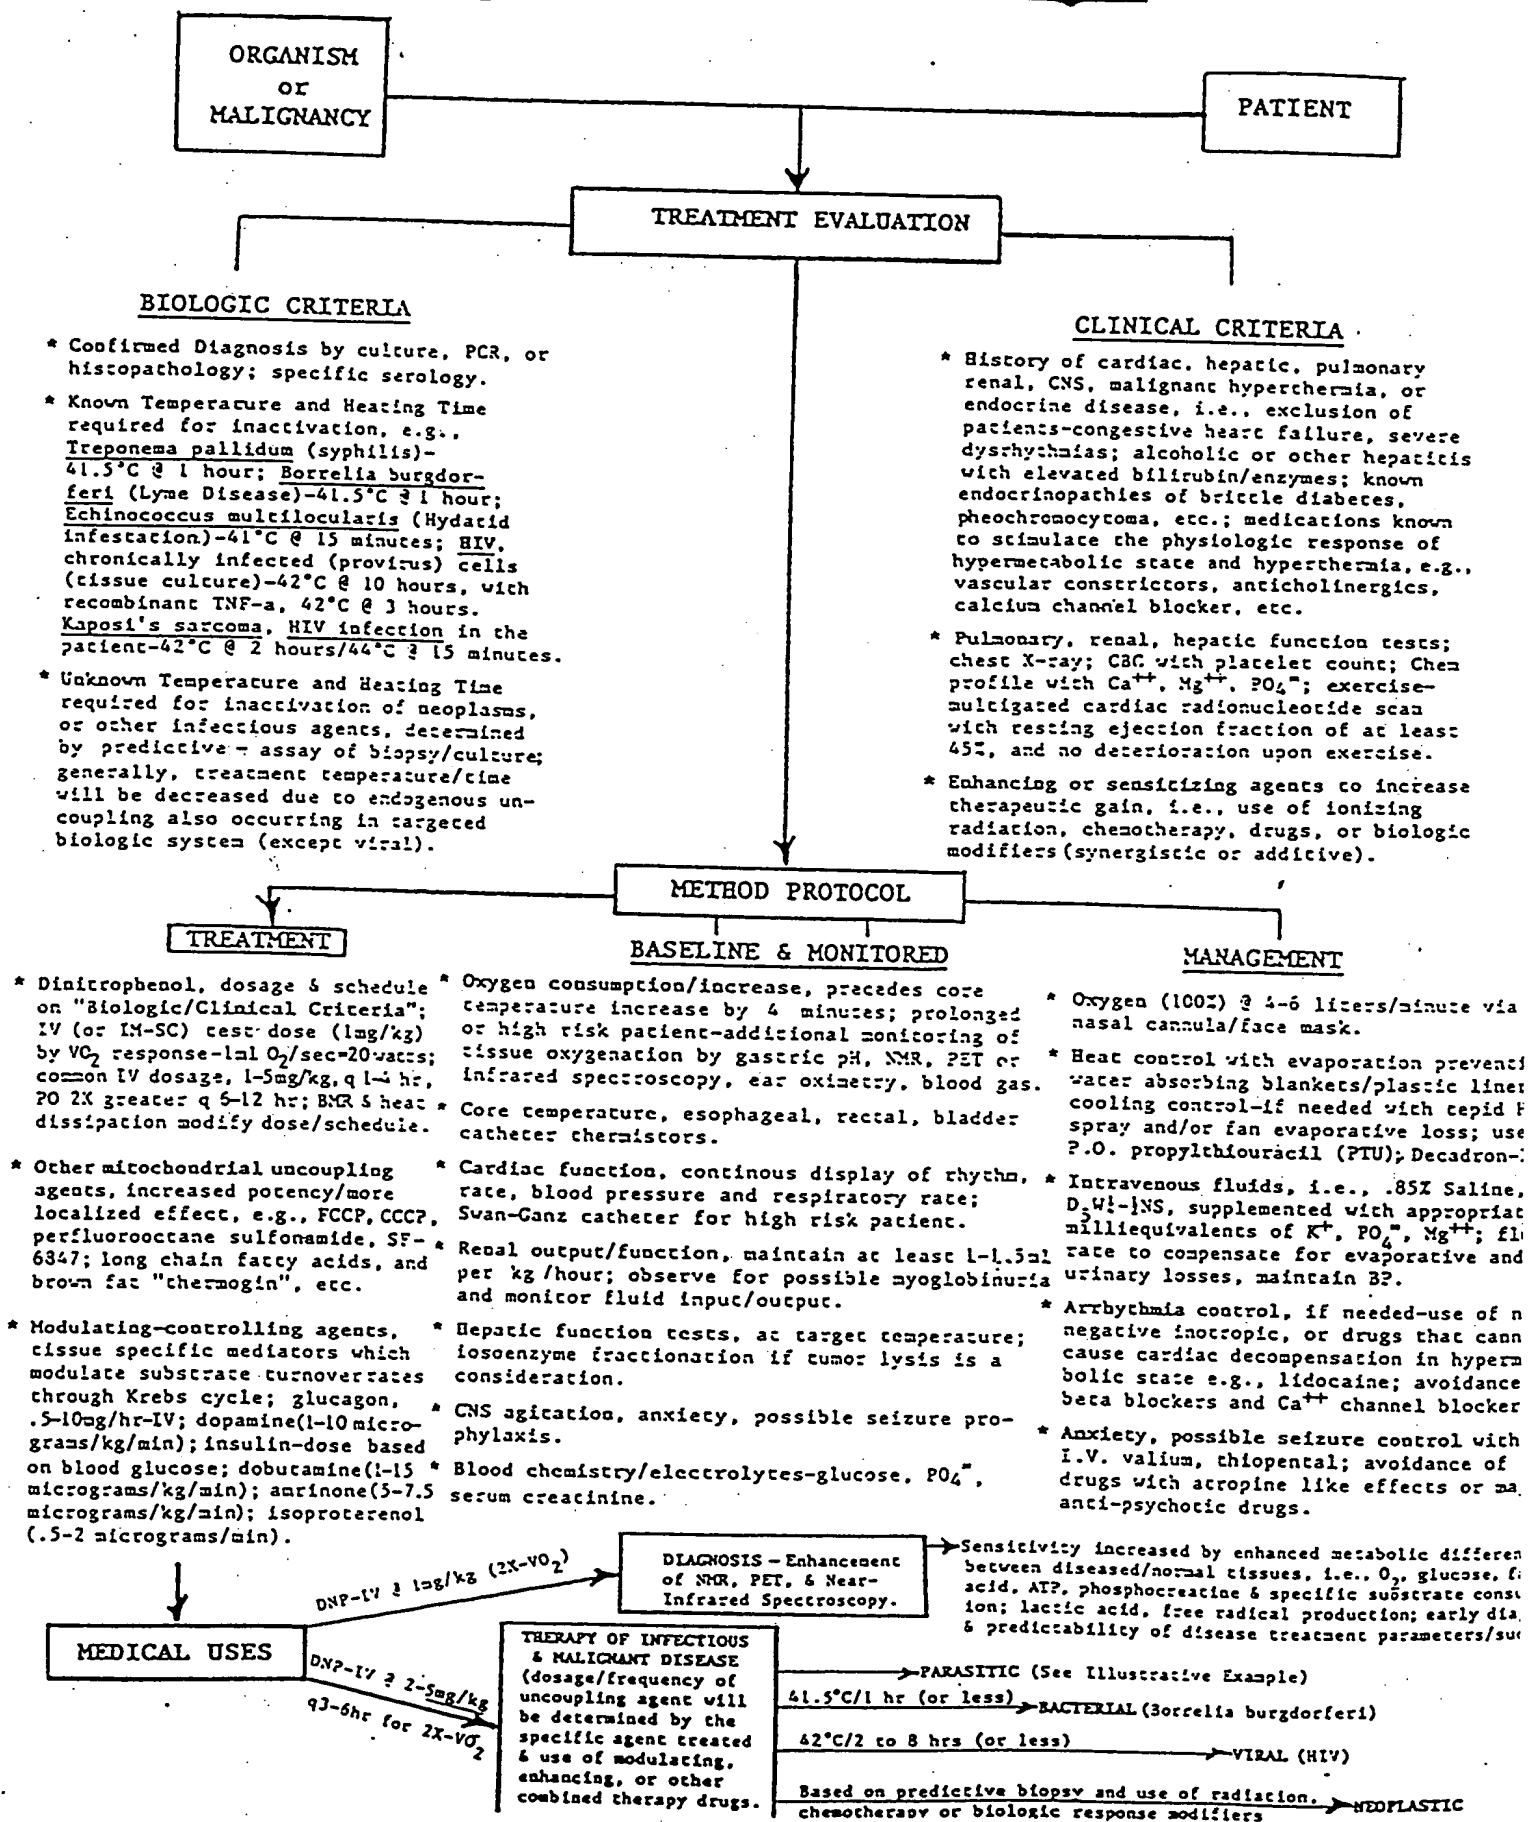 ORGANISM
or
MALIGNANCY
PATIENT
TREATMENT EVALUATION
BIOLOGIC CRITERIA
* Confirmed Diagnosis by culture, PCR, or
histopathology; specific serology.
* Known Temperature and Heating Time
required for inactivation, e.g.,
Treponema pallidum (syphilis)-
41.5°C @ 1 hour; Borrelia burgdor-
feri (Lyme Disease)-41.5°C @ 1 hour;
Echinococcus multilocularis (Hydatid
infestation)-41°C @ 15 minutes; HIV,
chronically infected (provirus) cells
(tissue culture)-42°C @ 10 hours, with
recombinant TNF-a, 42°C @ 3 hours.
Kaposi's sarcoma, HIV infection in the
patient-42°C @ 2 hours/44°C @ 15 minutes.
* Unknown Temperature and Heating Time
required for inactivation of neoplasms,
or other infectious agents, determined
by predictive - assay of biopsy/culture;
generally, treatment temperature/time
will be decreased due to endogenous un-
coupling also occurring in targeted
biologic system (except viral).
CLINICAL CRITERIA
* History of cardiac, hepatic, pulmonary
renal, CNS, malignant hyperthermia, or
endocrine disease, i.e., exclusion of
patients-congestive heart failure, severe
dysrhythmias; alcoholic or other hepatitis
with elevated bilirubin/enzymes; known
endocrinopathies of brittle diabetes,
pheochromocytoma, etc.; medications known
to stimulate the physiologic response of
hypermetabolic state and hyperthermia, e.g.,
vascular constrictors, anticholinergics,
calcium channel blocker, etc.
* Pulmonary, renal, hepatic function tests;
chest X-ray; CBC with platelet count; Chem
profile with Ca++, Mg++, PO4=; exercise-
multigated cardiac radionucleotide scan
with resting ejection fraction of at least
45%, and no deterioration upon exercise.
* Enhancing or sensitizing agents to increase
therapeutic gain, i.e., use of ionizing
radiation, chemotherapy, drugs, or biologic
modifiers (synergistic or additive).
METHOD PROTOCOL
TREATMENT
* Dinitrophenol, dosage & schedule
on "Biologic/Clinical Criteria";
IV (or IM-SC) test dose (1mg/kg)
by VO2 response-1ml O2/sec=20 watts;
common IV dosage, 1-5mg/kg, q 1-4 hr,
PO 2X greater q 6-12 hr; BMR & heat
dissipation modify dose/schedule.
* Other mitochondrial uncoupling
agents, increased potency/more
localized effect, e.g., FCCP, CCCP,
perfluorooctane sulfonamide, SF-
6847; long chain fatty acids, and
brown fat "thermogin", etc.
* Modulating-controlling agents,
tissue specific mediators which
modulate substrate turnover rates
through Krebs cycle; glucagon,
.5-10mg/hr-IV; dopamine(1-10 micro-
grams/kg/min); insulin-dose based
on blood glucose; dobutamine(1-15
micrograms/kg/min); amrinone(5-7.5
micrograms/kg/min); isoproterenol
(.5-2 micrograms/min).
BASELINE & MONITORED
* Oxygen consumption/increase, precedes core
temperature increase by 4 minutes; prolonged
or high risk patient-additional monitoring of
tissue oxygenation by gastric pH, NMR, PET or
infrared spectroscopy, ear oximetry, blood gas.
* Core temperature, esophageal, rectal, bladder
catheter thermistors.
* Cardiac function, continous display of rhythm,
rate, blood pressure and respiratory rate;
Swan-Ganz catheter for high risk patient.
* Renal output/function, maintain at least 1-1.5ml
per kg/hour; observe for possible myoglobinuria
and monitor fluid input/output.
* Hepatic function tests, at target temperature;
iosoenzyme fractionation if tumor lysis is a
consideration.
* CNS agitation, anxiety, possible seizure pro-
phylaxis.
* Blood chemistry/electrolytes-glucose, PO4=,
serum creatinine.
MANAGEMENT
* Oxygen (100%) @ 4-6 liters/minute via
nasal cannula/face mask.
* Heat control with evaporation preventi
water absorbing blankets/plastic liner
cooling control-if needed with tepid H
spray and/or fan evaporative loss; use
P.O. propylthiouracil (PTU); Decadron-
* Intravenous fluids, i.e., .85% Saline,
supplemented with appropriat
milliequivalents of K+, PO4=, Mg++; flu
rate to compensate for evaporative and
urinary losses, maintain BP.
* Arrhythmia control, if needed-use of n
negative inotropic, or drugs that cann
cause cardiac decompensation in hyperm
bolic state e.g., lidocaine; avoidance
beta blockers and Ca++ channel blocker
* Anxiety, possible seizure control with
I.V. valium, thiopental; avoidance of
drugs with atropine like effects or ma
anti-psychotic drugs.
MEDICAL USES
DNP-IV @ 1mg/kg (2X-VO2)
DIAGNOSIS - Enhancement
of NMR, PET, & Near-
Infrared Spectroscopy.
Sensitivity increased by enhanced metabolic differen
between diseased/normal tissues, i.e., O2, glucose, f
acid, ATP, phosphocreatine & specific substrate consu
ion; lactic acid, free radical production; early dia
& predictability of disease treatment parameters/suc
DNP-IV @ 2-5mg/kg
q3-6hr for 2X-VO2
THERAPY OF INFECTIOUS
& MALIGNANT DISEASE
(dosage/frequency of
uncoupling agent will
be determined by the
specific agent treated
& use of modulating,
enhancing, or other
combined therapy drugs.
PARASITIC (See Illustrative Example)
41.5°C/1 hr (or less) BACTERIAL (Borrelia burgdorferi)
42°C/2 to 8 hrs (or less) VIRAL (HIV)
Based on predictive biopsy and use of radiation, NEOPLASTIC
chemotherapy or biologic response modifiers